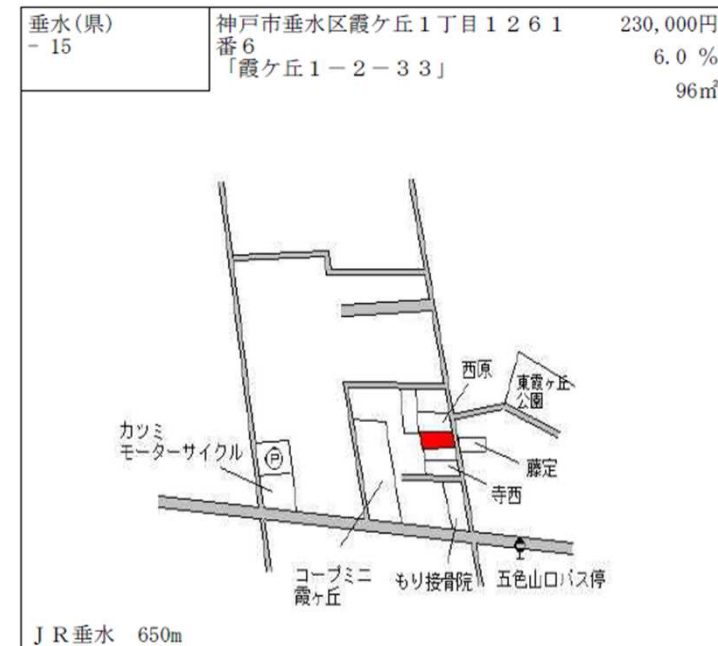 垂水(県)
- 15
神戸市垂水区霞ケ丘１丁目１２６１
番６
「霞ケ丘１－２－３３」
230,000円
6.0 %
96㎡
西原
東霞ヶ丘
公園
カツミ
モーターサイクル
Ｐ
藤定
寺西
コープミニ
霞ヶ丘
もり接骨院
五色山口バス停
ＪＲ垂水 650m